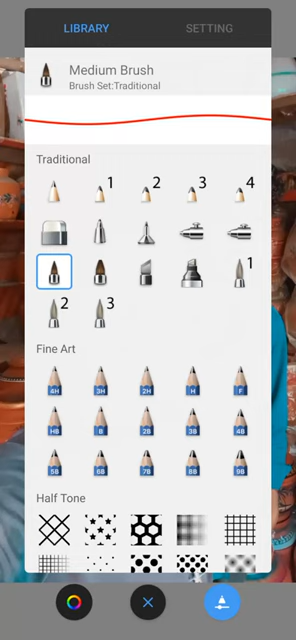 LIBRARY SETTING
Medium Brush
Brush Set:Traditional
Traditional
1 2 3 4
1
2 3
Fine Art
4H 3H 2H H F
HB B 2B 3B 4B
5B 6B 7B 8B 9B
Half Tone